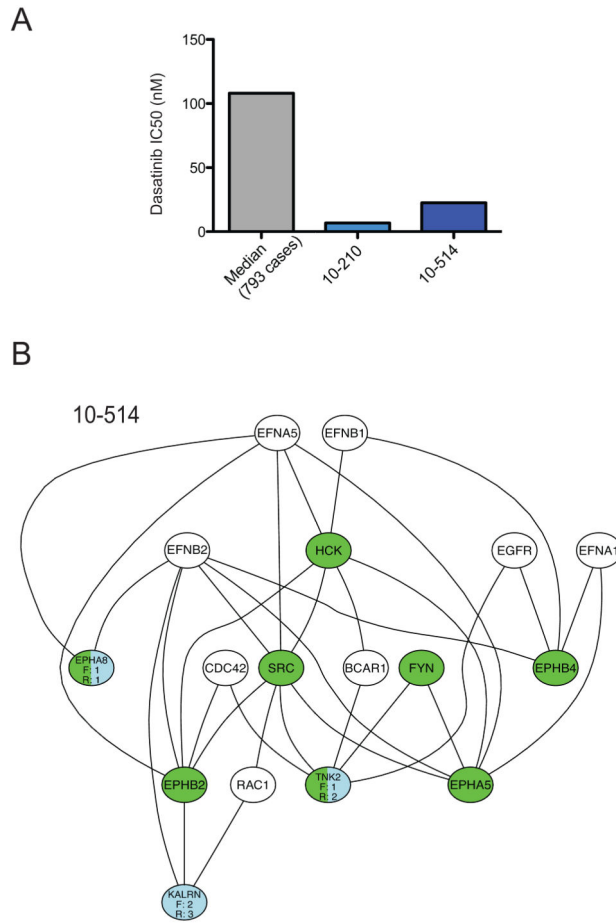 A
150
100
50
0
Dasatinib IC50 (nM)
Median
(793 cases)
10-210
10-514
B
10-514
EFNA5
EFNB1
EFNB2
HCK
EGFR
EFNA1
EPHA8
F: 1
R: 1
CDC42
SRC
BCAR1
FYN
EPHB4
EPHB2
RAC1
TNK2
F: 1
R: 2
EPHA5
KALRN
F: 2
R: 3